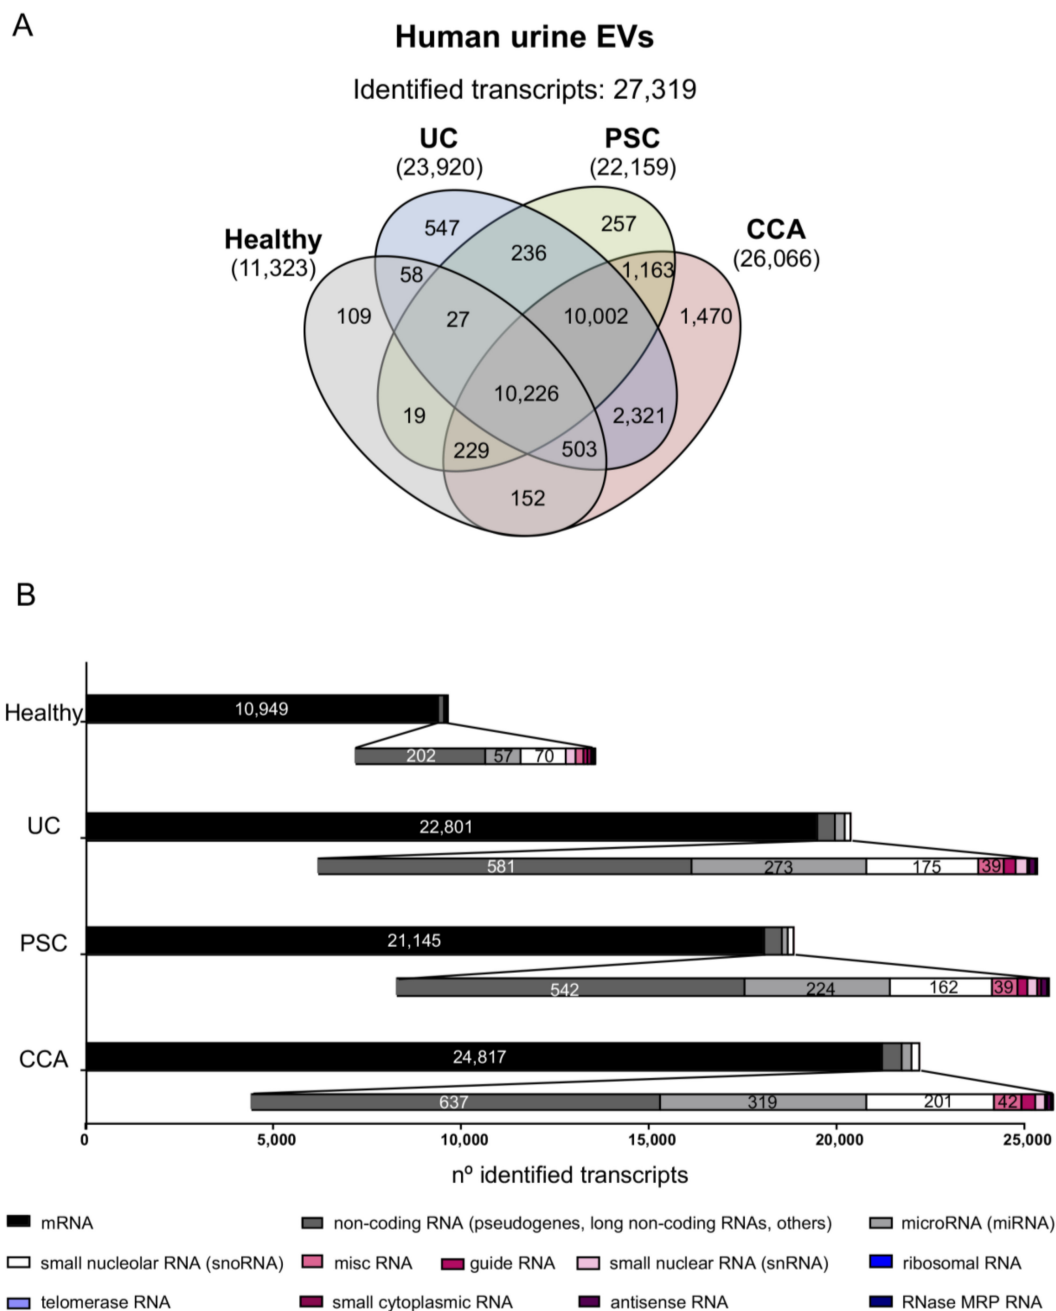 A
Human urine EVs
Identified transcripts: 27,319
UC
(23,920)
PSC
(22,159)
Healthy
(11,323)
CCA
(26,066)
547
257
236
58
1,163
109
27
10,002
1,470
10,226
19
2,321
229
503
152
B
Healthy
10,949
202
57
70
UC
22,801
581
273
175
39
PSC
21,145
542
224
162
39
CCA
24,817
637
319
201
42
0
5,000
10,000
15,000
20,000
25,000
nº identified transcripts
mRNA
non-coding RNA (pseudogenes, long non-coding RNAs, others)
microRNA (miRNA)
small nucleolar RNA (snoRNA)
misc RNA
guide RNA
small nuclear RNA (snRNA)
ribosomal RNA
telomerase RNA
small cytoplasmic RNA
antisense RNA
RNase MRP RNA